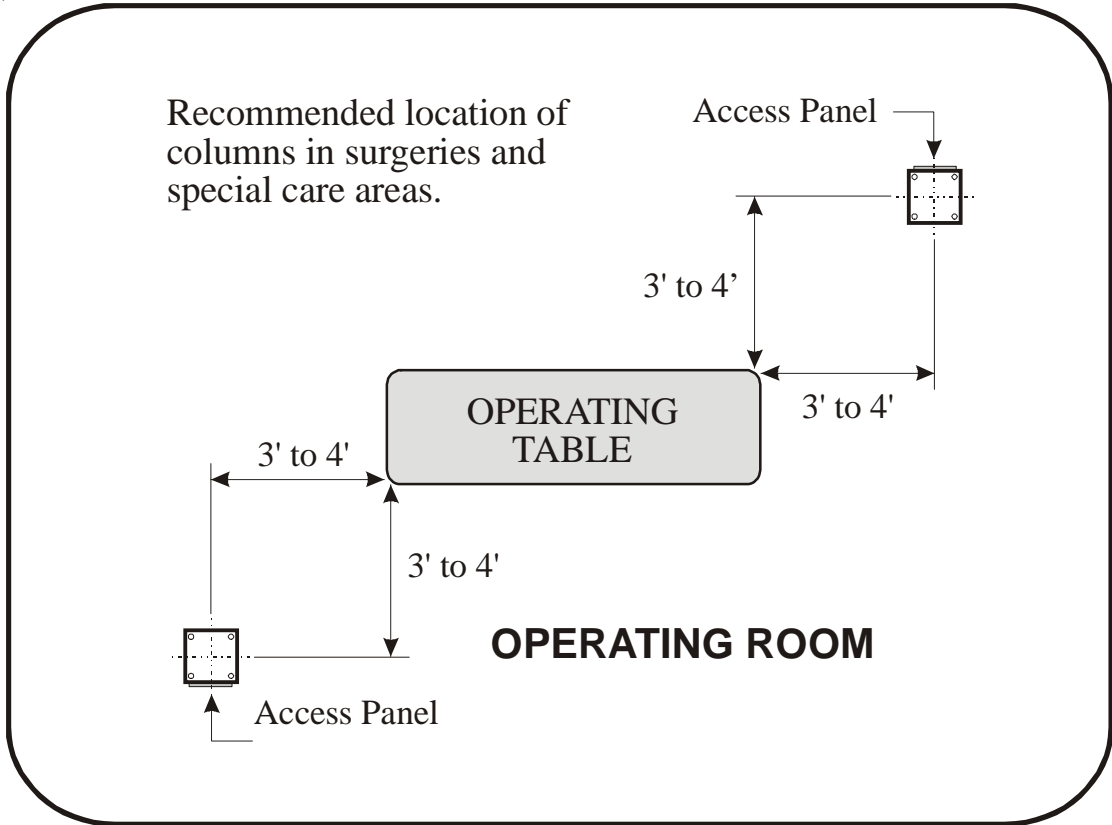 Recommended location of
columns in surgeries and
special care areas.
Access Panel
3' to 4’
3' to 4'
OPERATING
TABLE
3' to 4'
3' to 4'
OPERATING ROOM
Access Panel